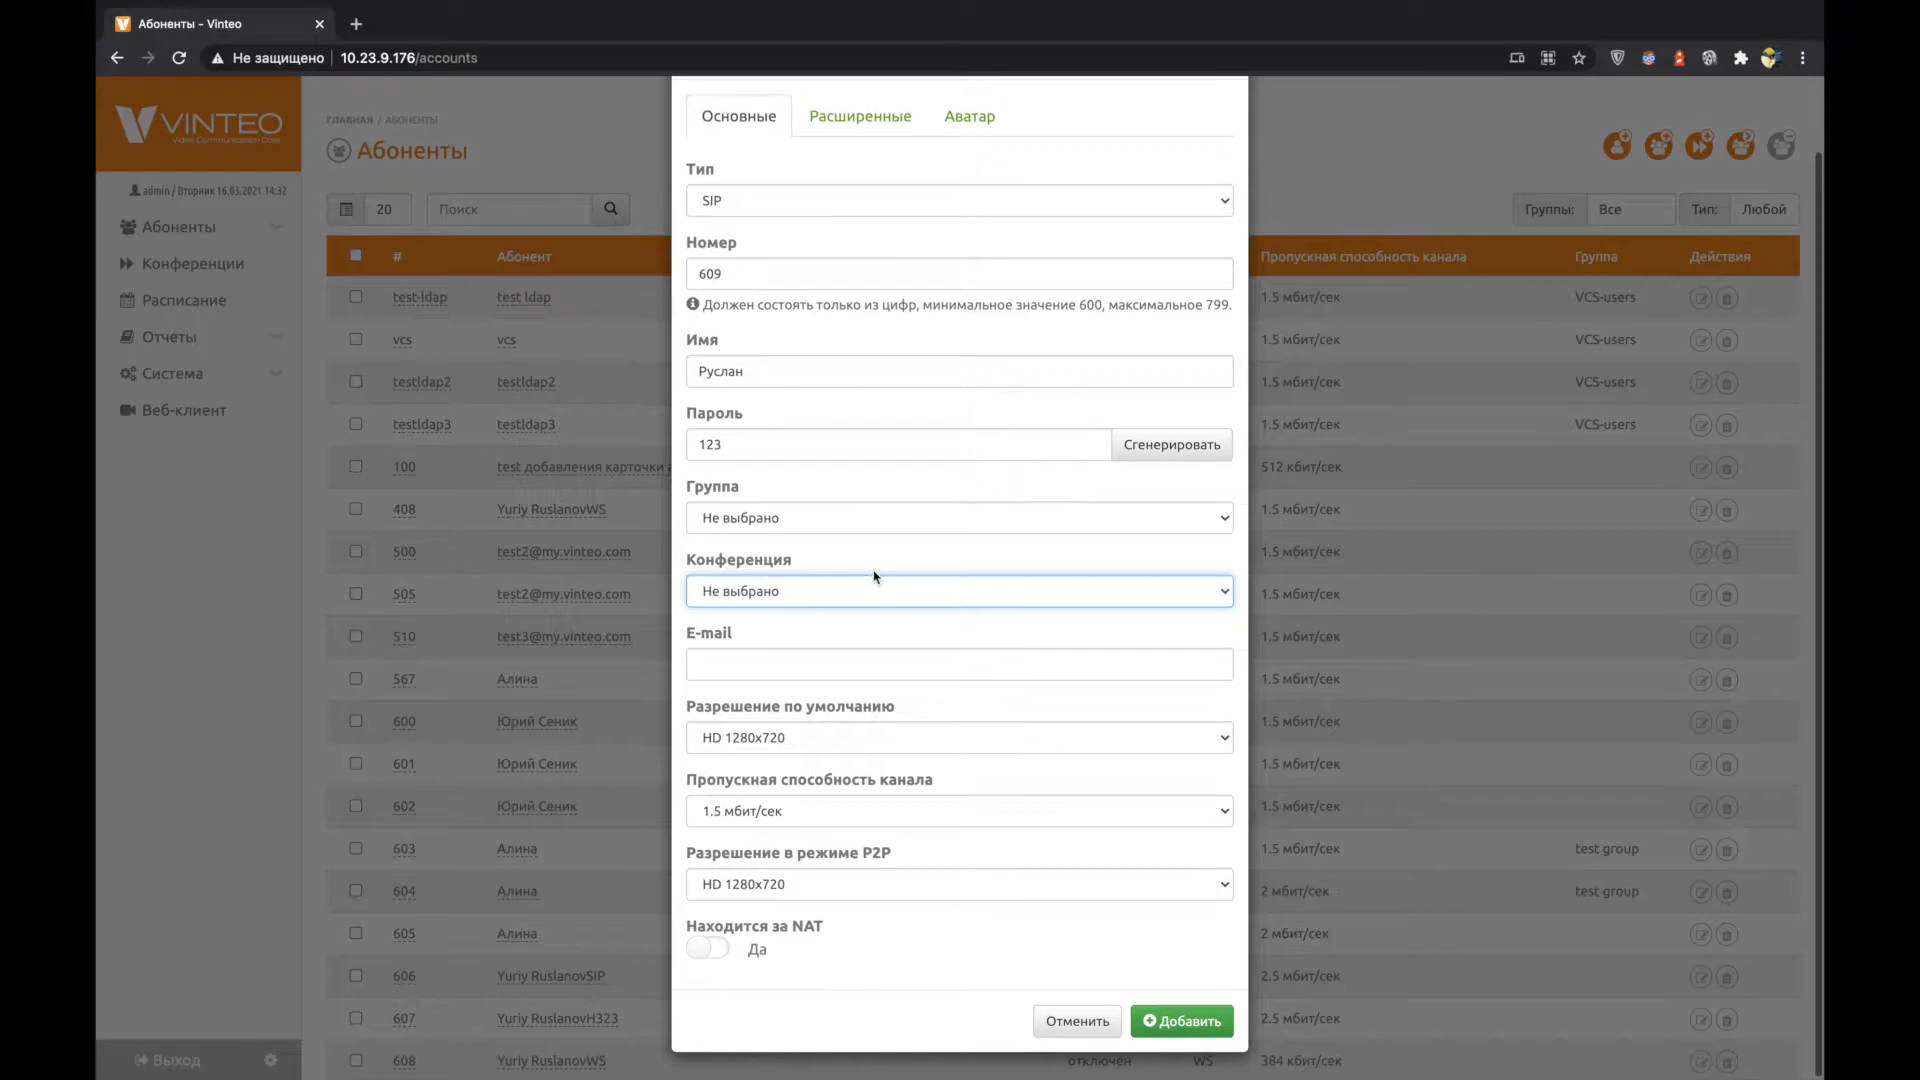 Абоненты - Vinteo
Не защищено 10.23.9.176/accounts
VINTEO
Video Communication Core
admin / Вторник 16.03.2021 14:32
Абоненты
Конференции
Расписание
Отчеты
Система
Веб-клиент
Выход
ГЛАВНАЯ / АБОНЕНТЫ
Абоненты
20 Поиск
Группы: Все Тип: Любой
# Абонент Пропускная способность канала Группа Действия
test-ldap test ldap 1.5 мбит/сек VCS-users
vcs vcs 1.5 мбит/сек VCS-users
testldap2 testldap2 1.5 мбит/сек VCS-users
testldap3 testldap3 1.5 мбит/сек VCS-users
100 test добавления карточки 512 кбит/сек
408 Yuriy RuslanovWS 1.5 мбит/сек
500 test2@my.vinteo.com 1.5 мбит/сек
505 test2@my.vinteo.com 1.5 мбит/сек
510 test3@my.vinteo.com 1.5 мбит/сек
567 Алина 1.5 мбит/сек
600 Юрий Сеник 1.5 мбит/сек
601 Юрий Сеник 1.5 мбит/сек
602 Юрий Сеник 1.5 мбит/сек
603 Алина 1.5 мбит/сек test group
604 Алина 2 мбит/сек test group
605 Алина 2 мбит/сек
606 Yuriy RuslanovSIP 2.5 мбит/сек
607 Yuriy RuslanovH323 2.5 мбит/сек
608 Yuriy RuslanovWS отключён WS 384 кбит/сек
Основные Расширенные Аватар
Тип
SIP
Номер
609
Должен состоять только из цифр, минимальное значение 600, максимальное 799.
Имя
Руслан
Пароль
123 Сгенерировать
Группа
Не выбрано
Конференция
Не выбрано
E-mail
Разрешение по умолчанию
HD 1280x720
Пропускная способность канала
1.5 мбит/сек
Разрешение в режиме P2P
HD 1280x720
Находится за NAT
Да
Отменить Добавить